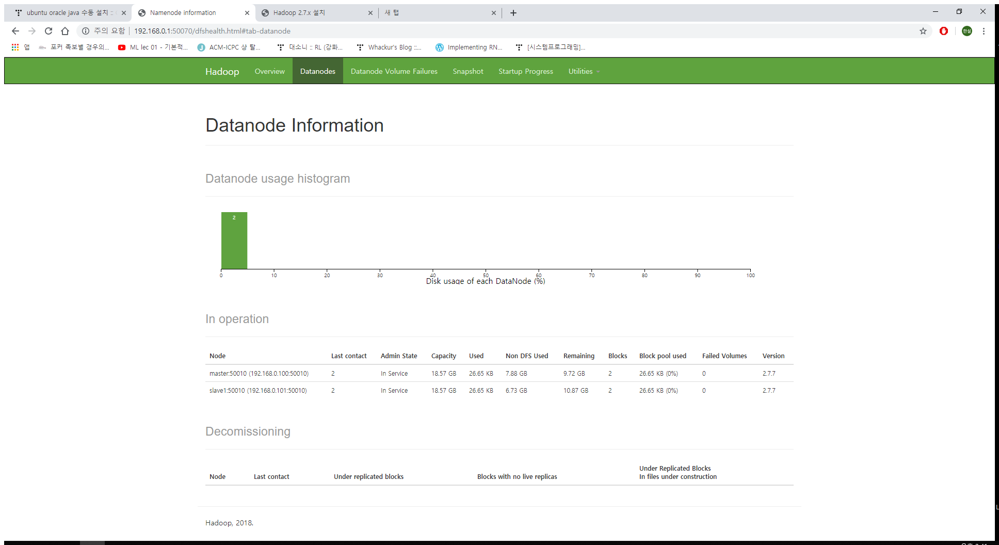 ubuntu oracle java 수동 설치 ::
Namenode information
Hadoop 2.7.x 설치
새 탭
주의 요함
192.168.0.1:50070/dfshealth.html#tab-datanode
한설
앱
포커 족보별 경우의...
ML lec 01 - 기본적...
ACM-ICPC 상 탈...
대소니 :: RL (강화...
Whackur's Blog ::...
Implementing RN...
[시스템프로그래밍]...
Hadoop Overview Datanodes Datanode Volume Failures Snapshot Startup Progress Utilities
Datanode Information
Datanode usage histogram
2
0 10 20 30 40 50 60 70 80 90 100
Disk usage of each DataNode (%)
In operation
Node Last contact Admin State Capacity Used Non DFS Used Remaining Blocks Block pool used Failed Volumes Version
master:50010 (192.168.0.100:50010) 2 In Service 18.57 GB 26.65 KB 7.88 GB 9.72 GB 2 26.65 KB (0%) 0 2.7.7
slave1:50010 (192.168.0.101:50010) 2 In Service 18.57 GB 26.65 KB 6.73 GB 10.87 GB 2 26.65 KB (0%) 0 2.7.7
Decomissioning
Node Last contact Under replicated blocks Blocks with no live replicas Under Replicated Blocks
In files under construction
Hadoop, 2018.